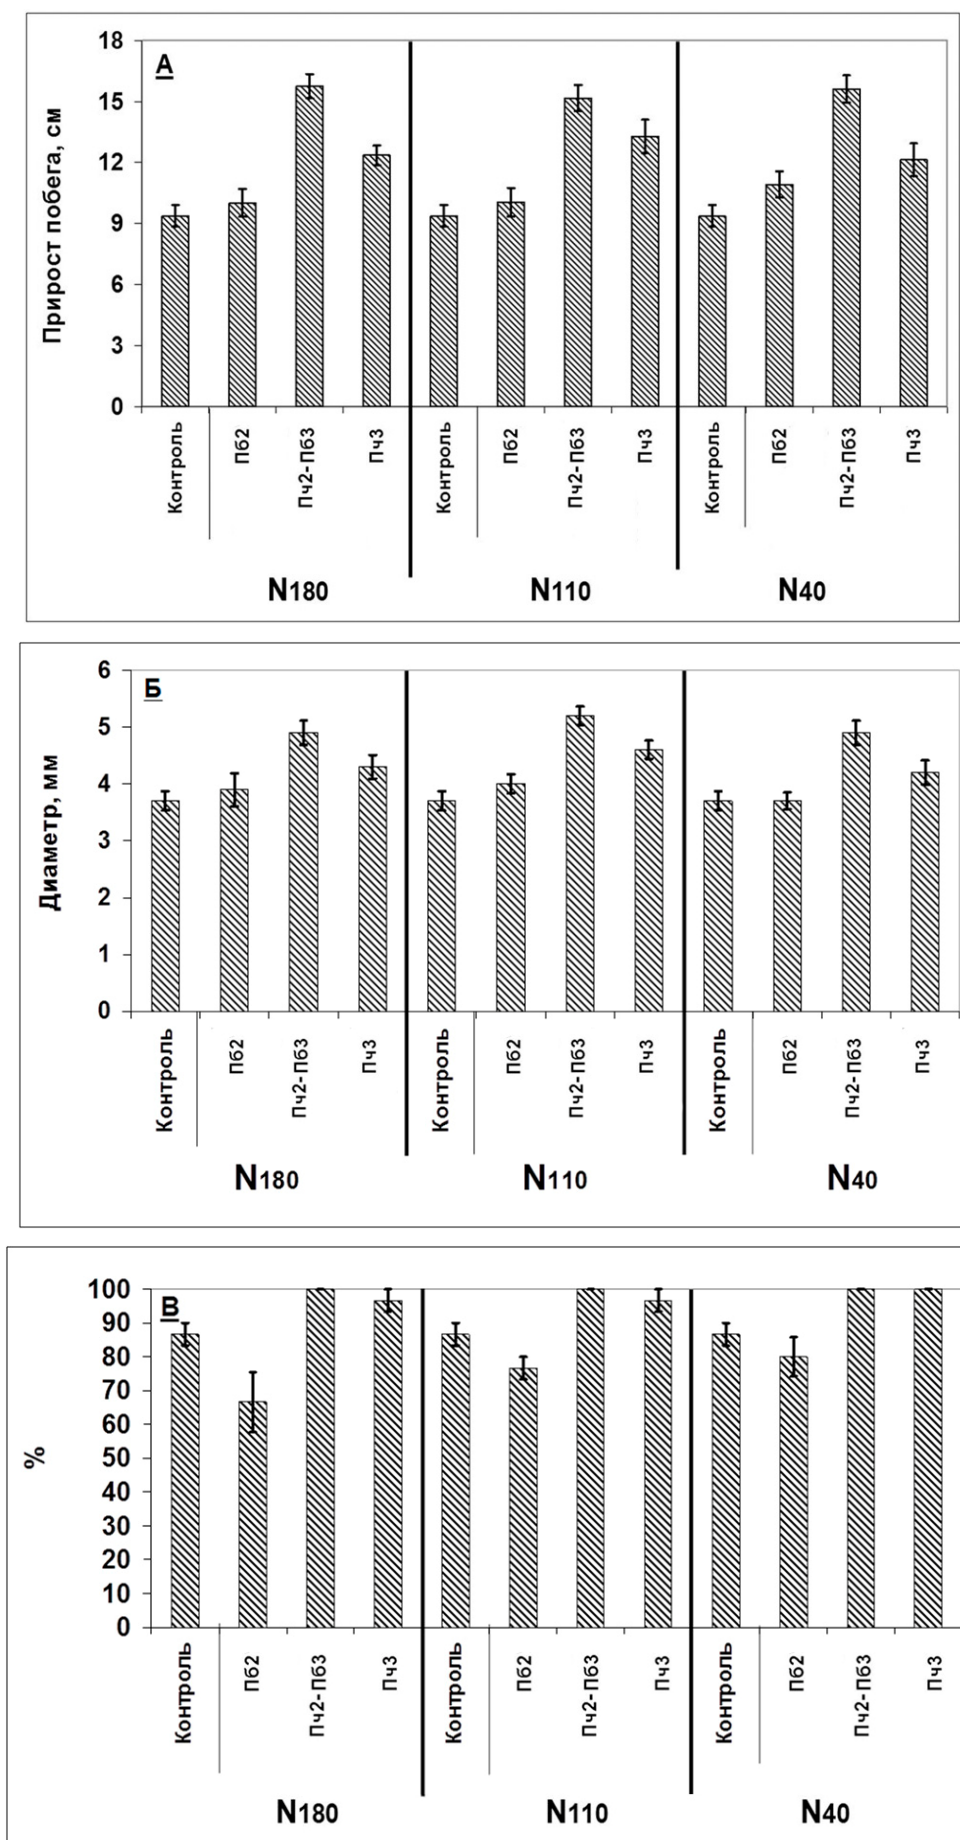 А
Прирост побега, см
18
15
12
9
6
3
0
Контроль
Пб2
Пч2-Пб3
Пч3
Контроль
Пб2
Пч2-Пб3
Пч3
Контроль
Пб2
Пч2-Пб3
Пч3
N180
N110
N40
Б
Диаметр, мм
6
5
4
3
2
1
0
Контроль
Пб2
Пч2-Пб3
Пч3
Контроль
Пб2
Пч2-Пб3
Пч3
Контроль
Пб2
Пч2-Пб3
Пч3
N180
N110
N40
В
%
100
90
80
70
60
50
40
30
20
10
0
Контроль
Пб2
Пч2-Пб3
Пч3
Контроль
Пб2
Пч2-Пб3
Пч3
Контроль
Пб2
Пч2-Пб3
Пч3
N180
N110
N40